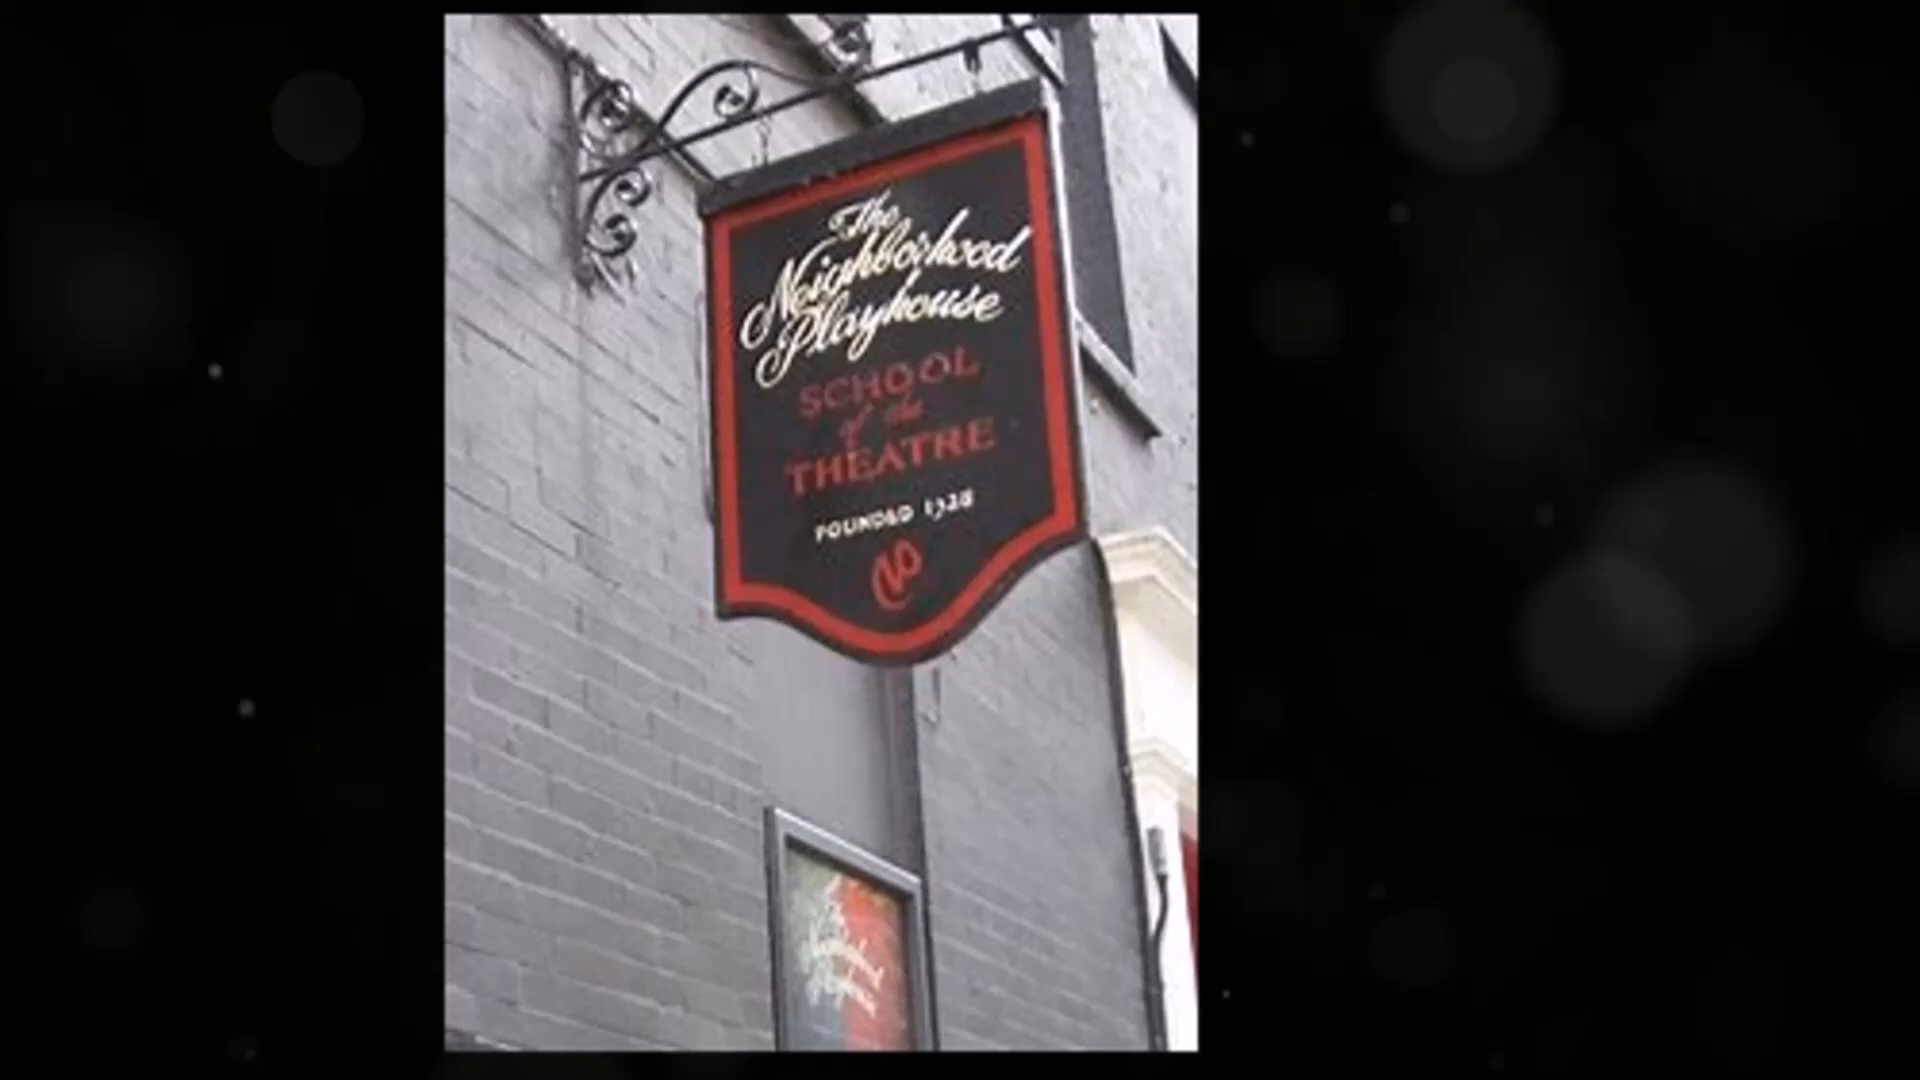 The
Neighborhood
Playhouse
SCHOOL
of the
THEATRE
FOUNDED 1928